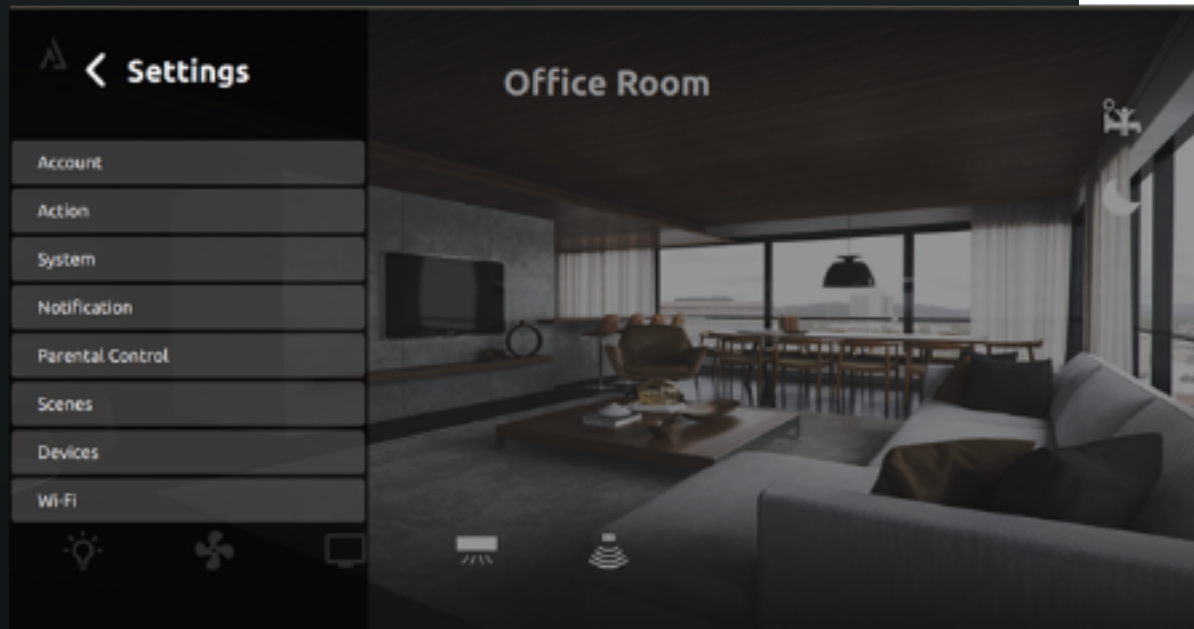 Settings
Office Room
Account
Action
System
Notification
Parental Control
Scenes
Devices
Wi-Fi